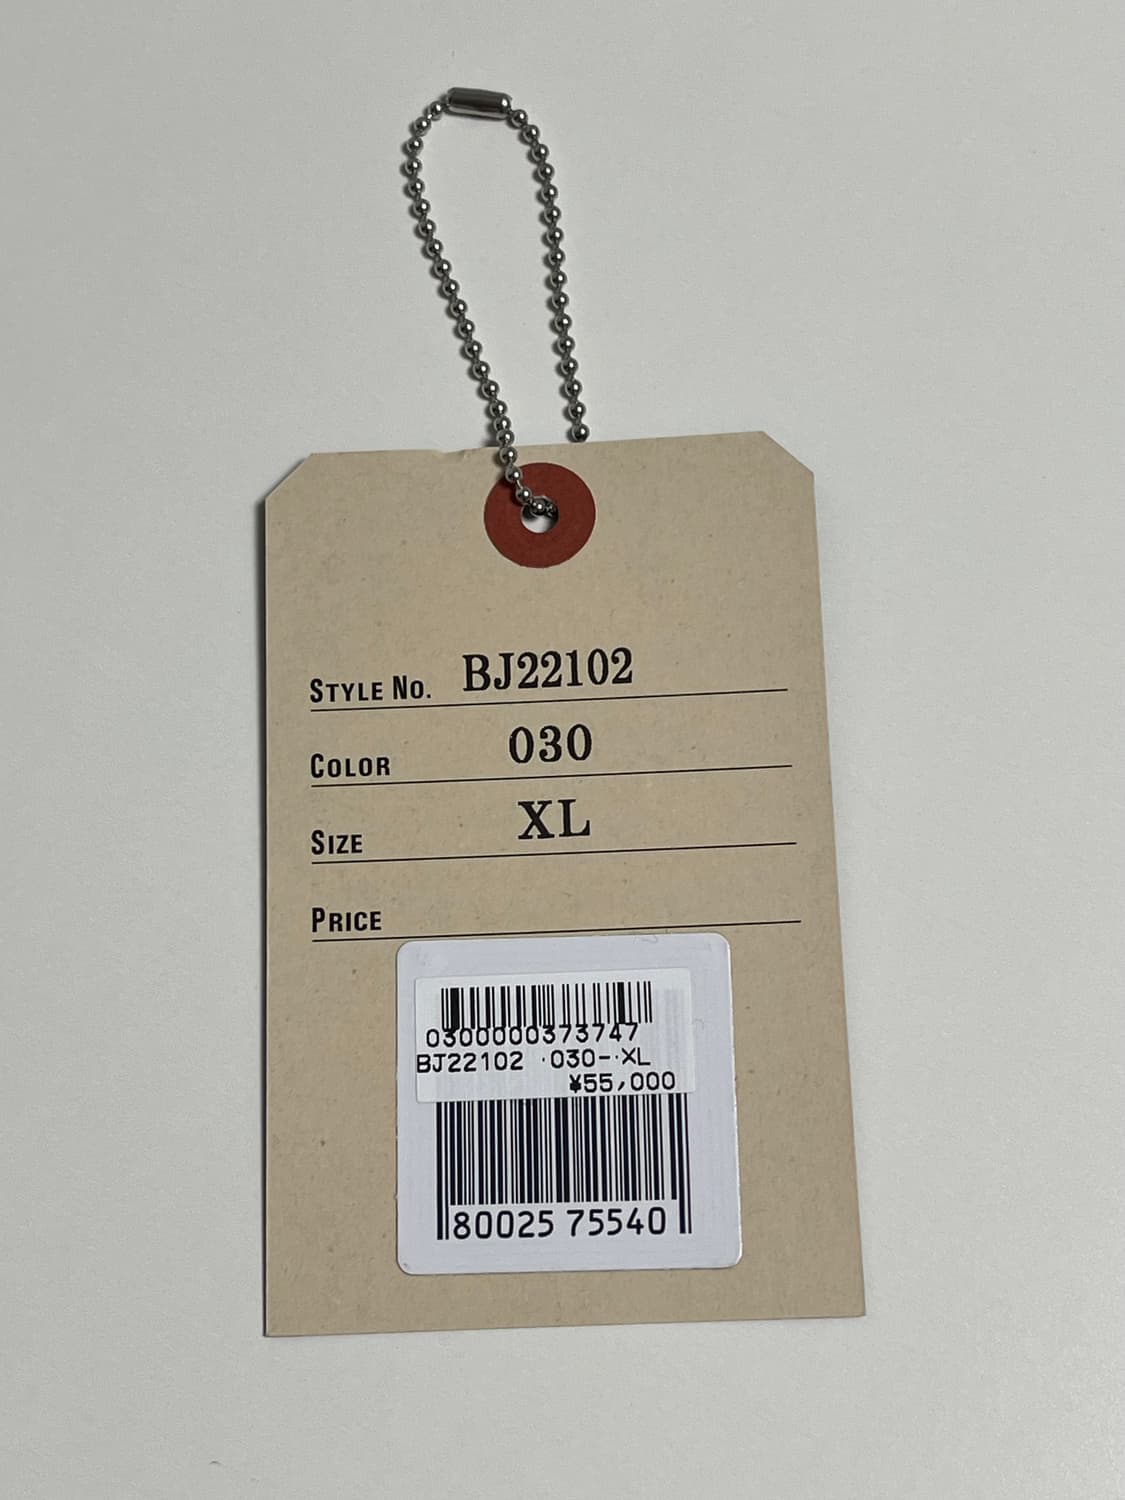 STYLE NO. BJ22102
COLOR 030
SIZE XL
PRICE
0300000373747
BJ22102 ·030-·XL
¥55,000
80025 75540